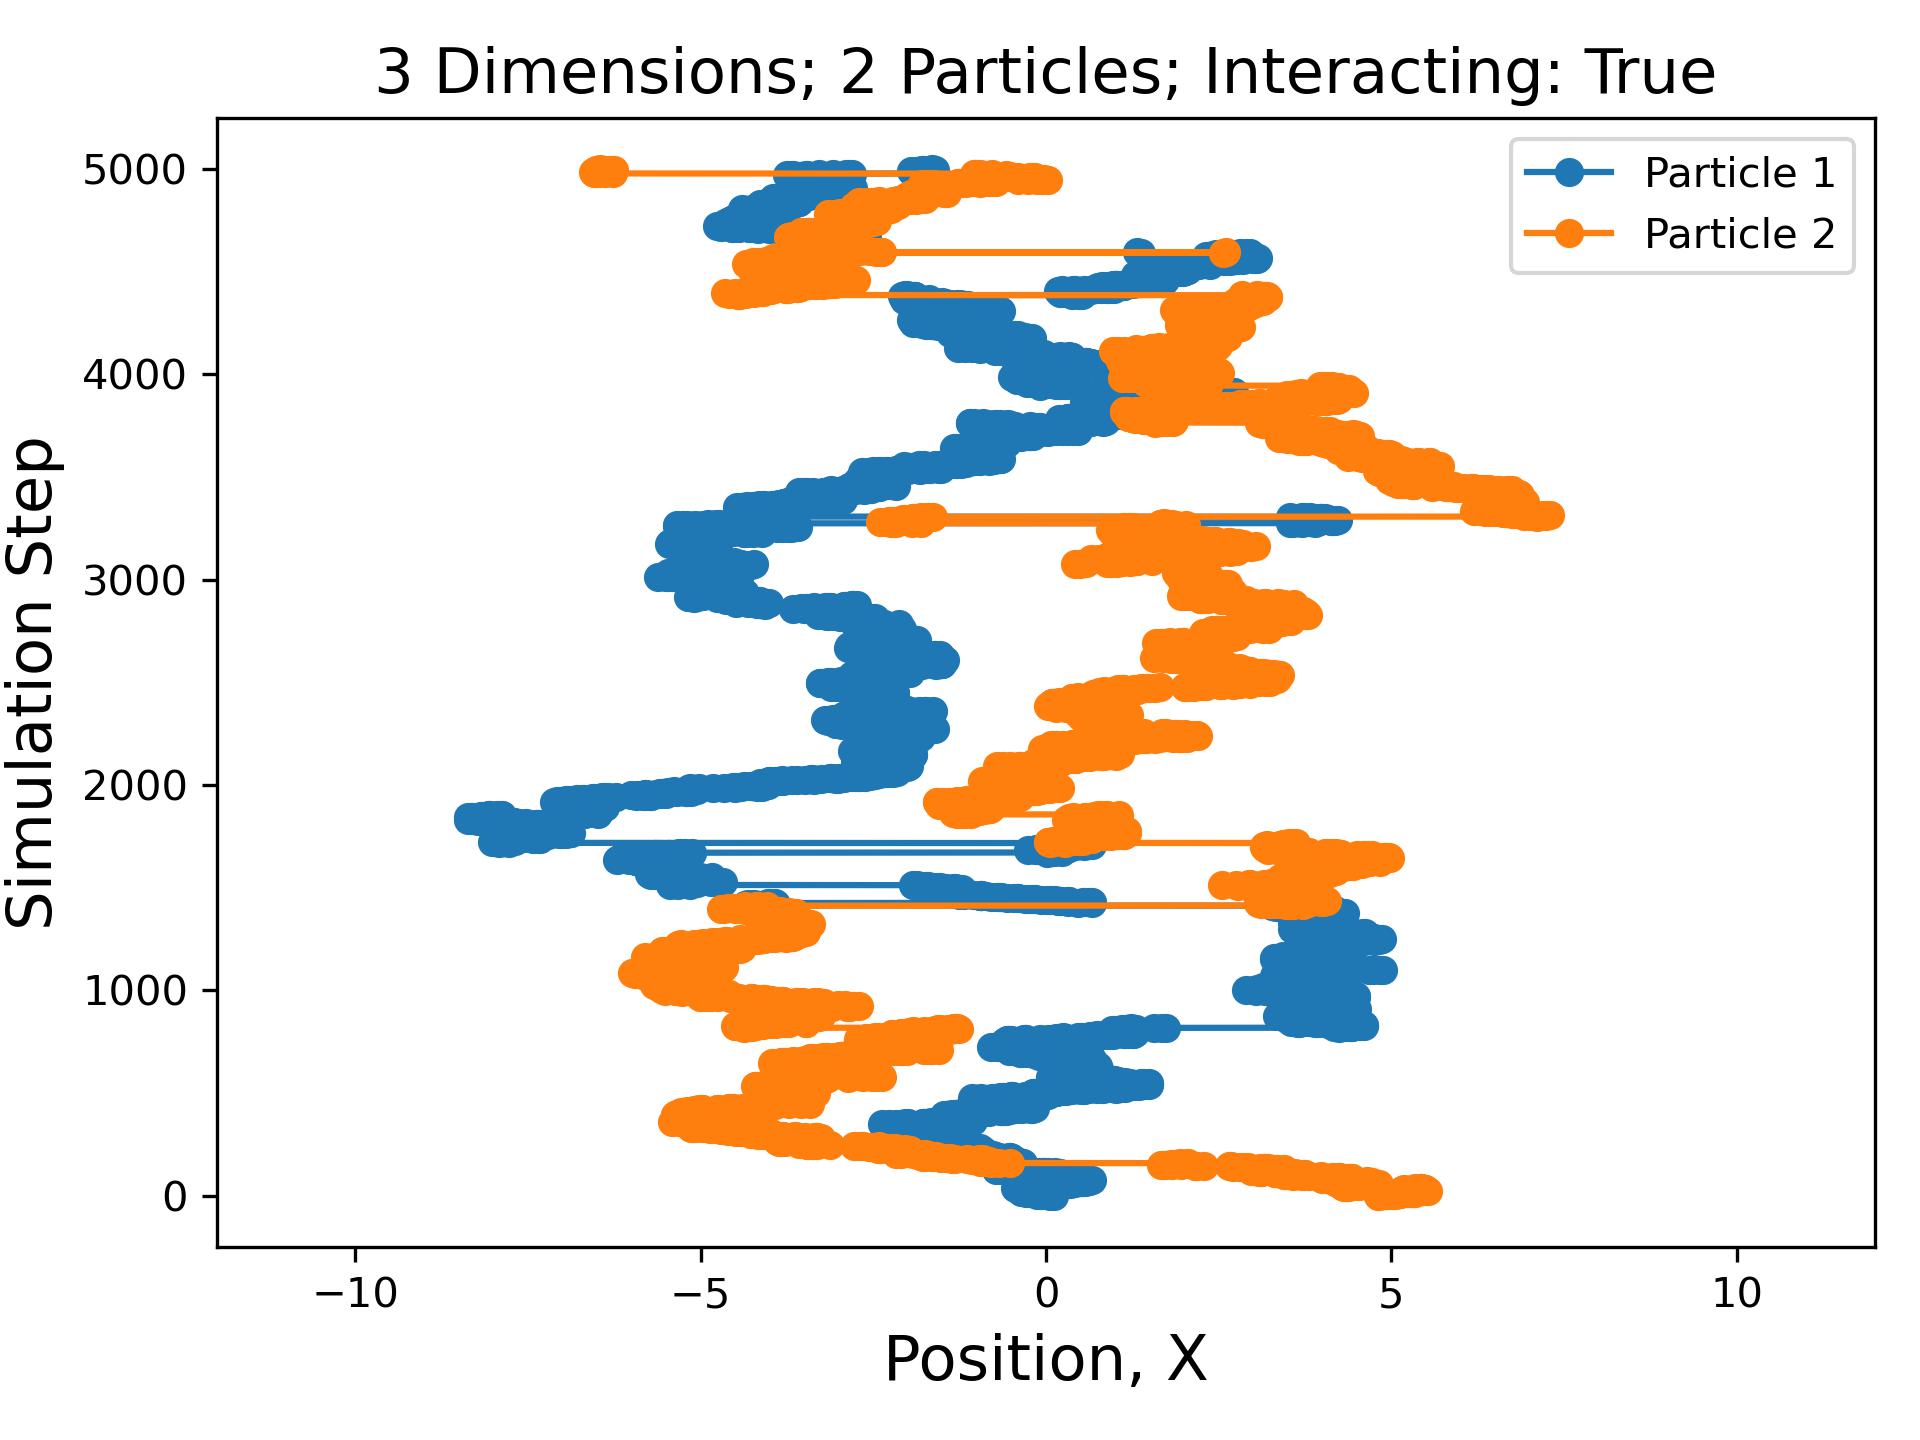 3 Dimensions; 2 Particles; Interacting: True
Particle 1
Particle 2
5000
4000
3000
2000
1000
0
Simulation Step
−10
−5
0
5
10
Position, X